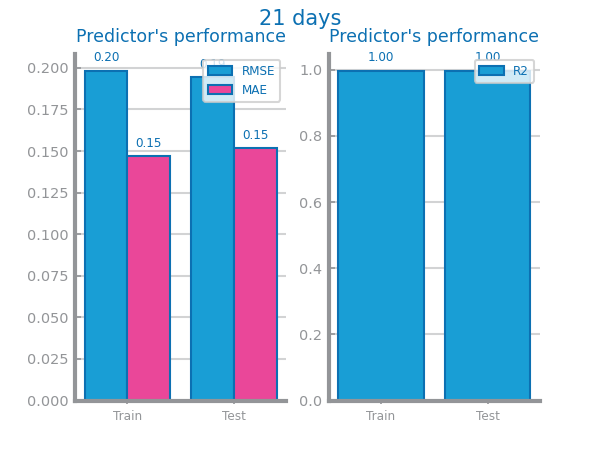 21 days
Predictor's performance
0.20
0.15
0.19
0.15
RMSE
MAE
0.200
0.175
0.150
0.125
0.100
0.075
0.050
0.025
0.000
Train
Test
Predictor's performance
1.00
1.00
R2
1.0
0.8
0.6
0.4
0.2
0.0
Train
Test